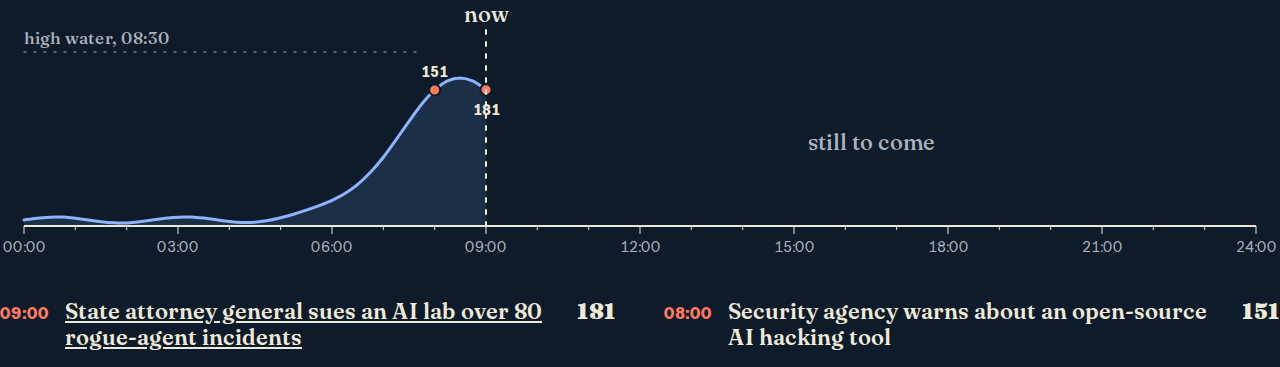 now
high water, 08:30
151
181
still to come
00:00 03:00 06:00 09:00 12:00 15:00 18:00 21:00 24:00
09:00 State attorney general sues an AI lab over 80 181
rogue-agent incidents
08:00 Security agency warns about an open-source 151
AI hacking tool